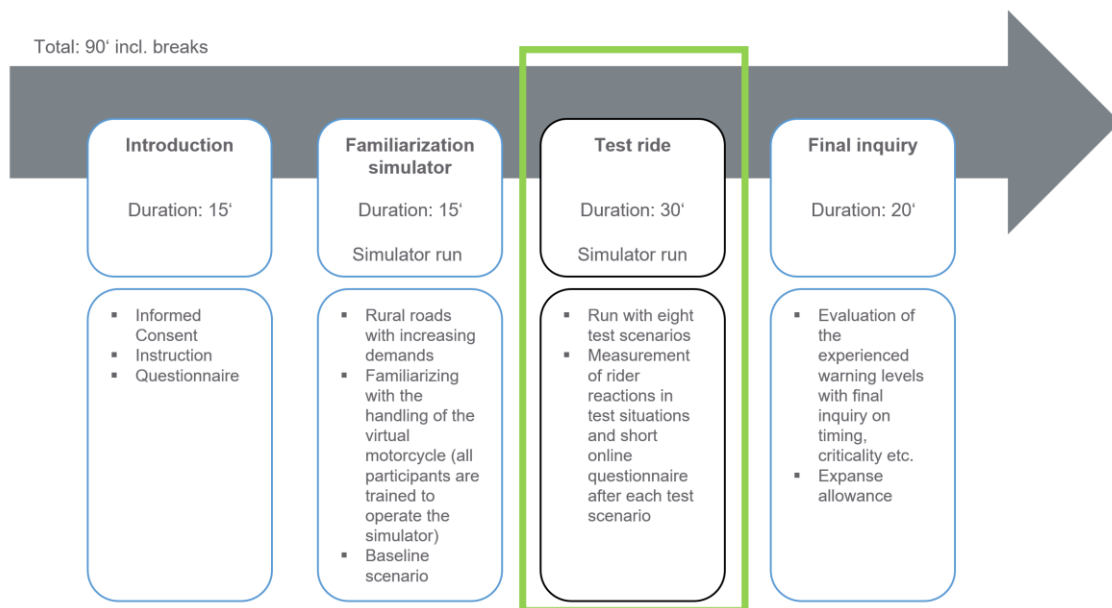 Total: 90‘ incl. breaks
Introduction
Duration: 15‘
▪ Informed
Consent
▪ Instruction
▪ Questionnaire
Familiarization
simulator
Duration: 15‘
Simulator run
▪ Rural roads
with increasing
demands
▪ Familiarizing
with the
handling of the
virtual
motorcycle (all
participants are
trained to
operate the
simulator)
▪ Baseline
scenario
Test ride
Duration: 30‘
Simulator run
▪ Run with eight
test scenarios
▪ Measurement
of rider
reactions in
test situations
and short
online
questionnaire
after each test
scenario
Final inquiry
Duration: 20‘
▪ Evaluation of
the
experienced
warning levels
with final
inquiry on
timing,
criticality etc.
▪ Expanse
allowance